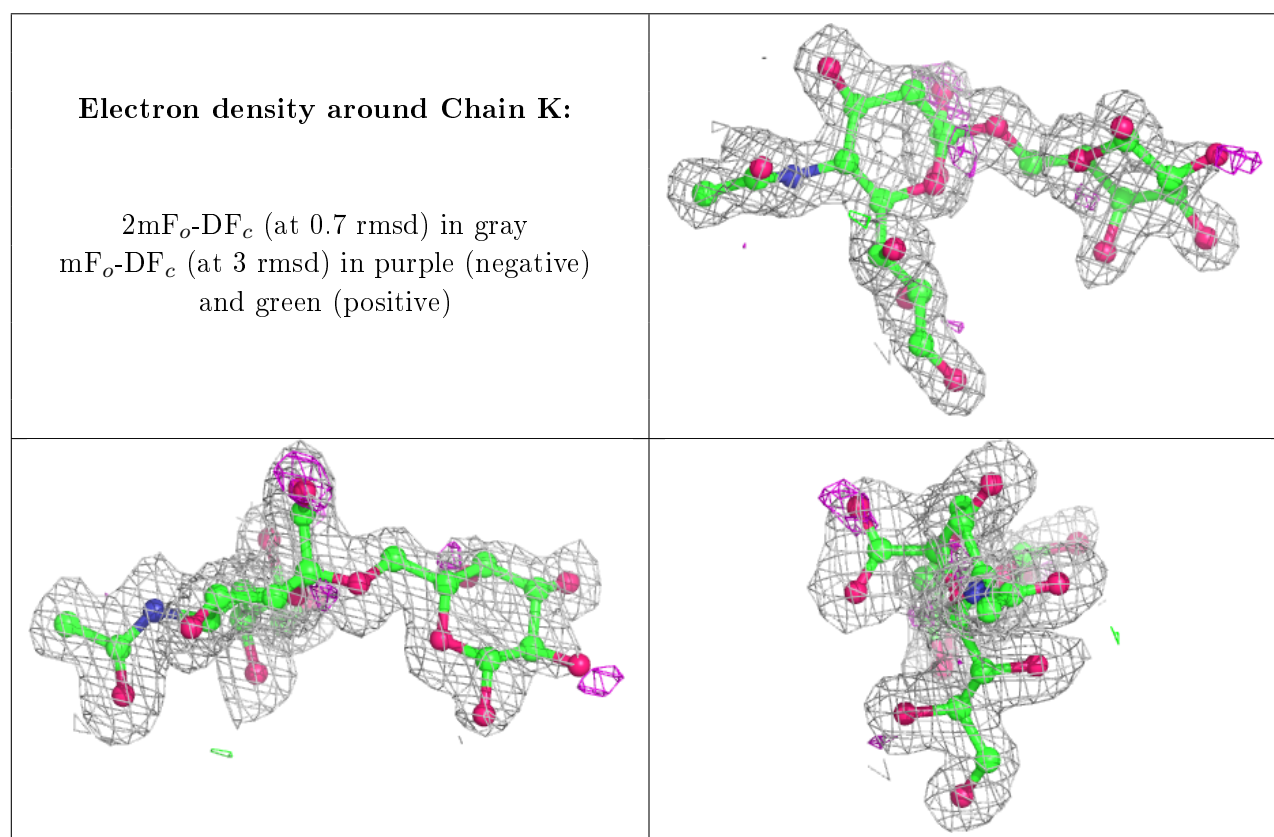 Electron density around Chain K:
2mFo-DFc (at 0.7 rmsd) in gray
mFo-DFc (at 3 rmsd) in purple (negative)
and green (positive)